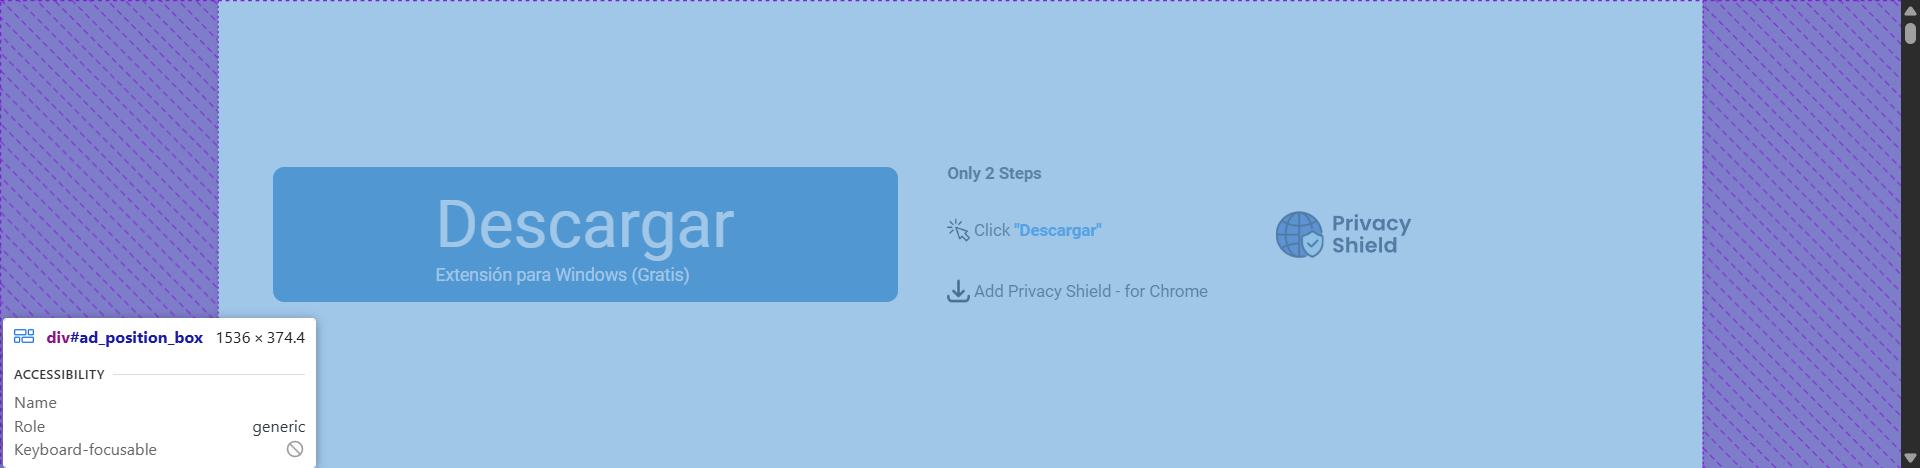 Descargar
Extensión para Windows (Gratis)
Only 2 Steps
Click "Descargar"
Add Privacy Shield - for Chrome
Privacy
Shield
div#ad_position_box 1536 × 374.4
ACCESSIBILITY
Name
Role generic
Keyboard-focusable